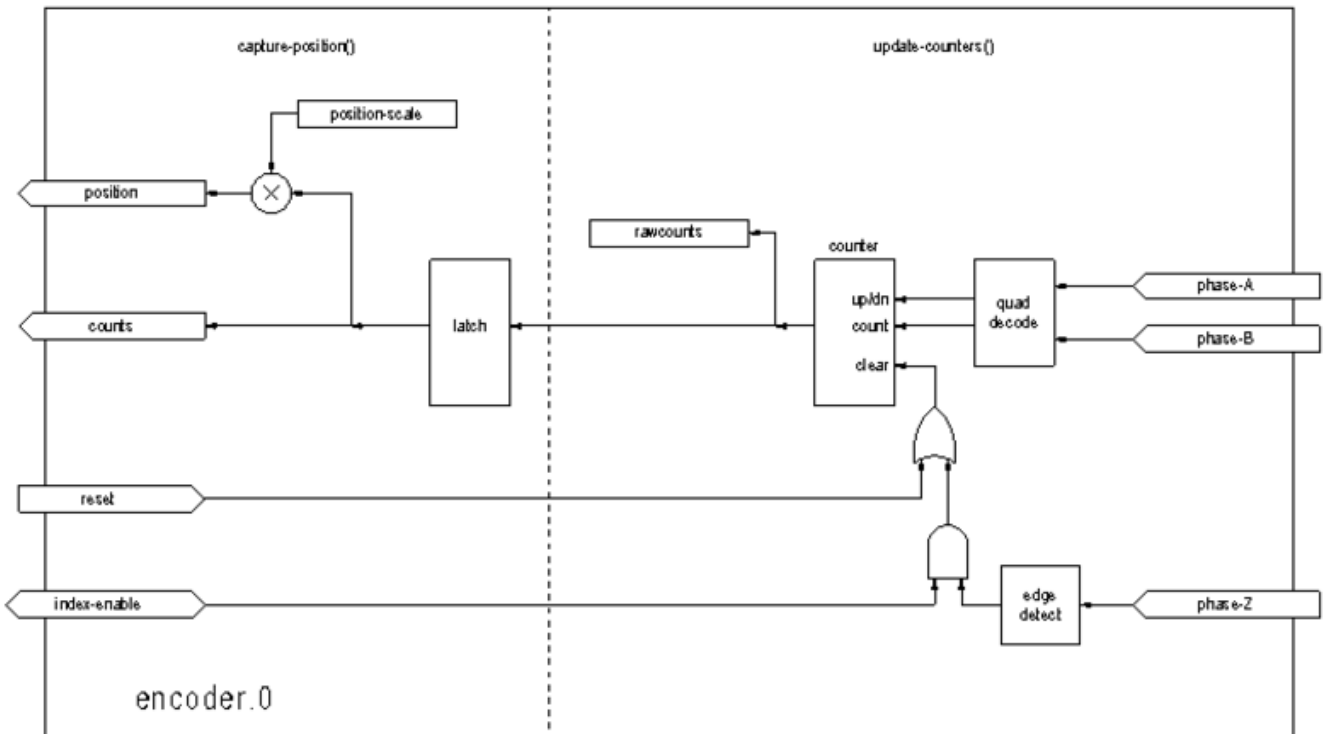 capture-position()
update-counters()
position-scale
position
rawcounts
counter
up/dn
quad
decode
phase-A
counts
latch
count
phase-B
clear
reset
index-enable
edge
detect
phase-Z
encoder.0